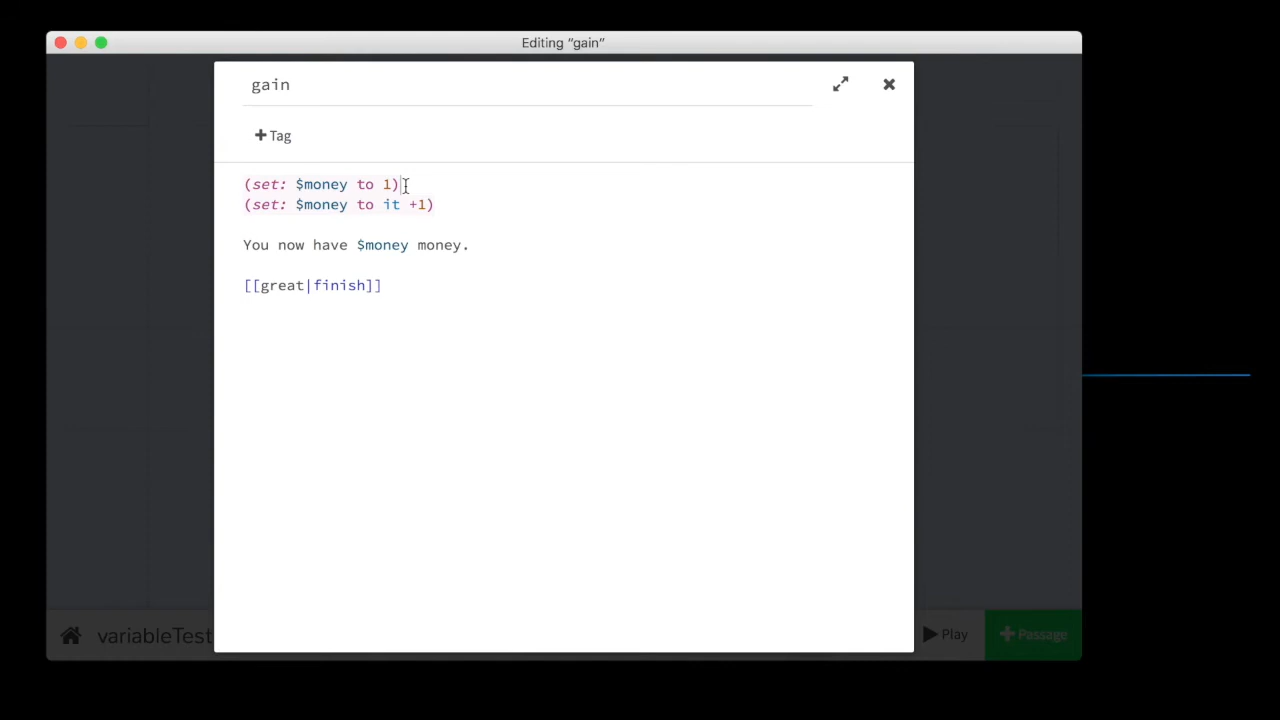 Editing “gain”
gain
+ Tag
(set: $money to 1)
(set: $money to it +1)
You now have $money money.
[[great|finish]]
variableTest
Play
+ Passage